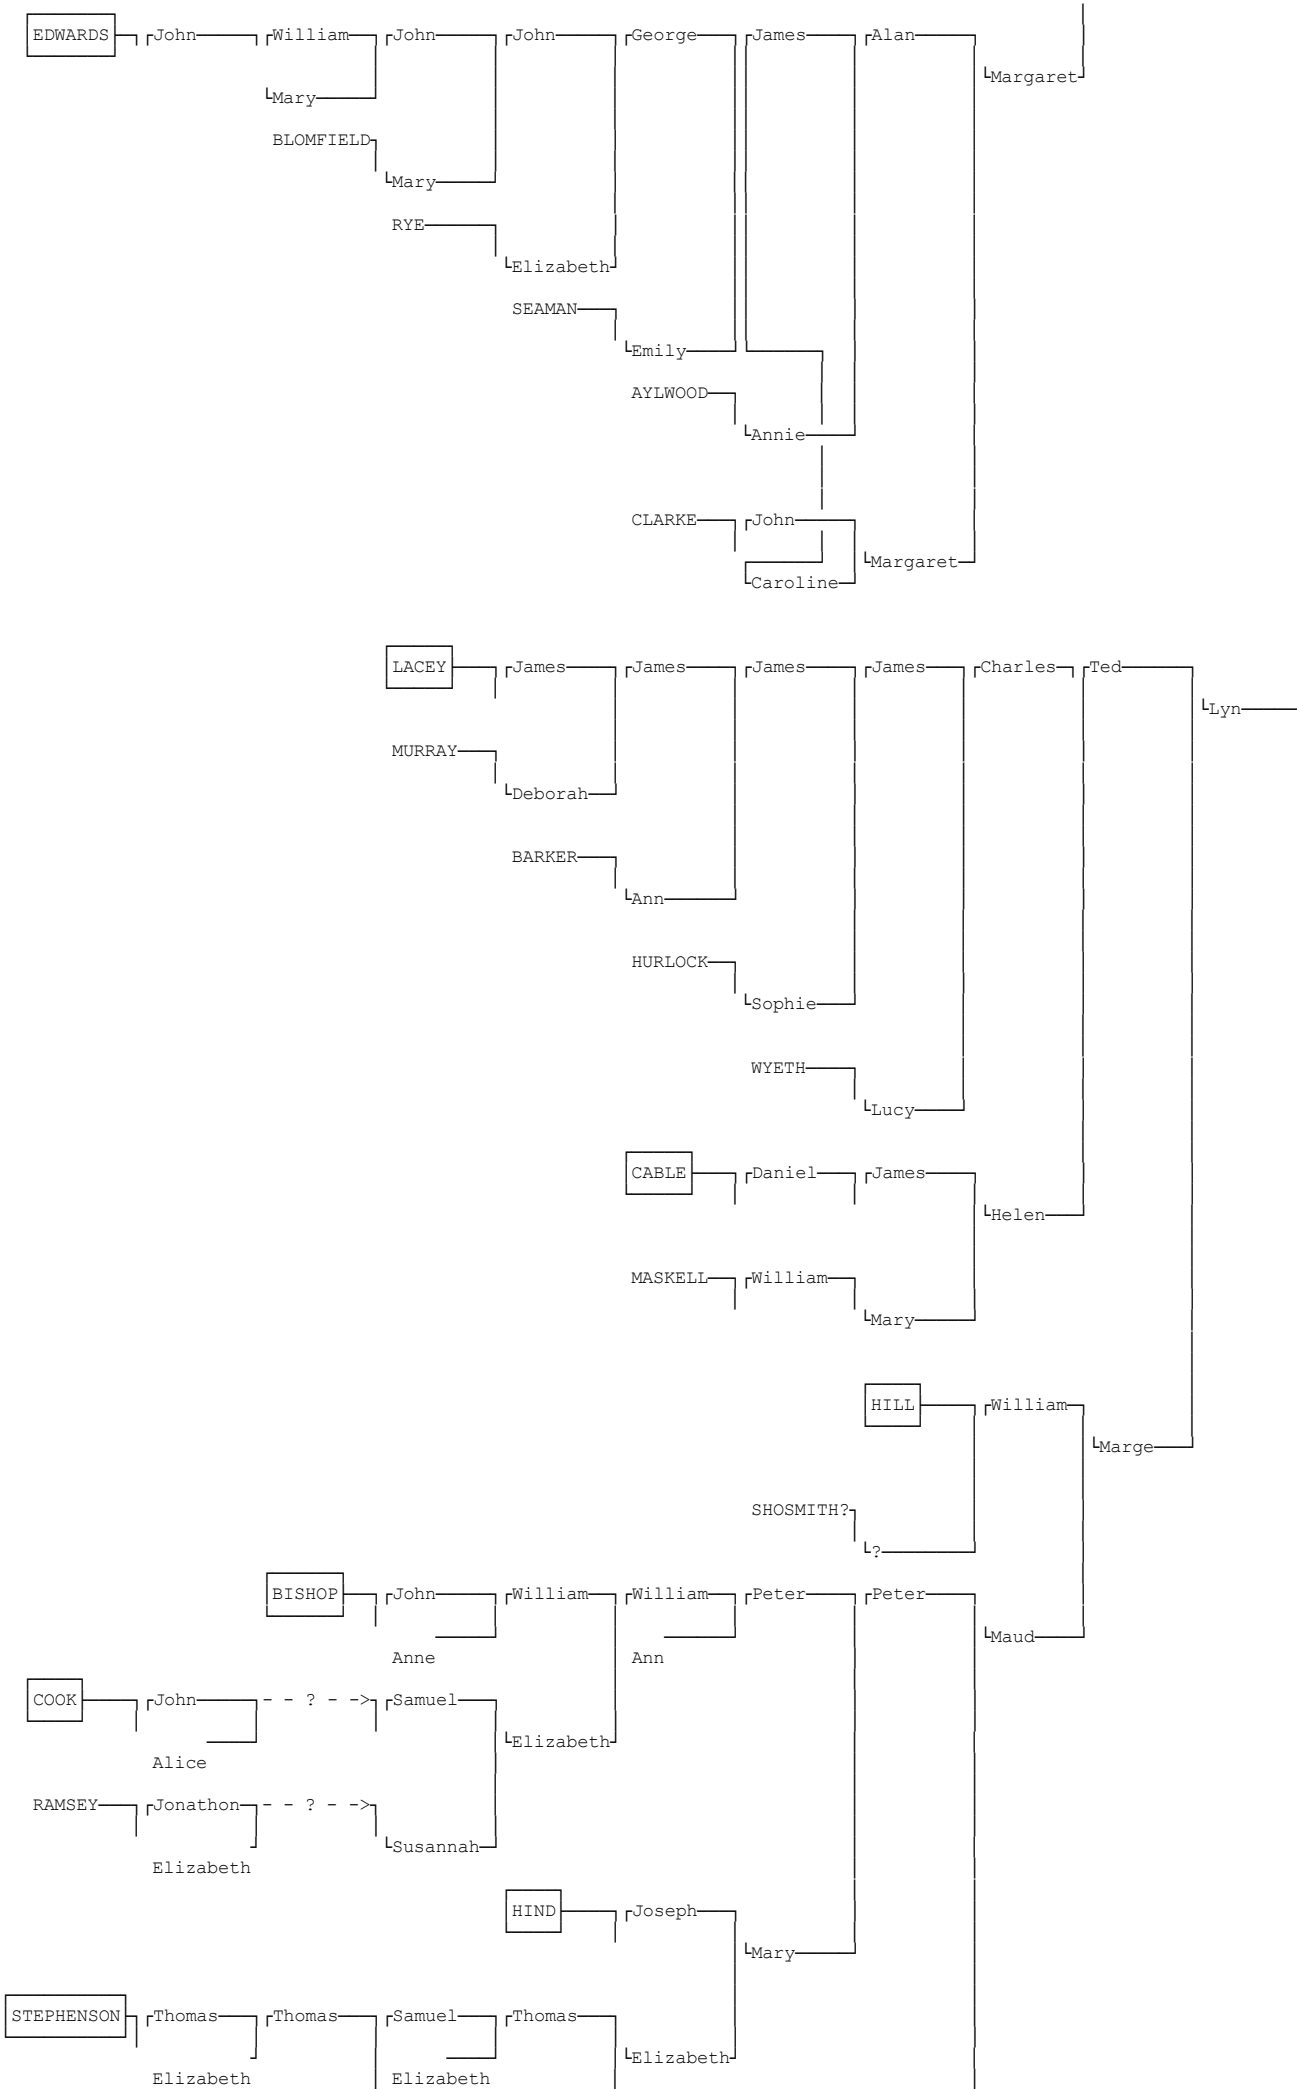 EDWARDS John William John John George James Alan
Margaret
Mary
BLOMFIELD
Mary
RYE
Elizabeth
SEAMAN
Emily
AYLWOOD
Annie
CLARKE John
Margaret
Caroline
LACEY James James James James Charles Ted
Lyn
MURRAY
Deborah
BARKER
Ann
HURLOCK
Sophie
WYETH
Lucy
CABLE Daniel James
Helen
MASKELL William
Mary
HILL William
Marge
SHOSMITH?
?
BISHOP John William William Peter Peter
Maud
Anne Ann
COOK John - - ? - -> Samuel
Elizabeth
Alice
RAMSEY Jonathon - - ? - ->
Susannah
Elizabeth
HIND Joseph
Mary
STEPHENSON Thomas Thomas Samuel Thomas
Elizabeth
Elizabeth Elizabeth